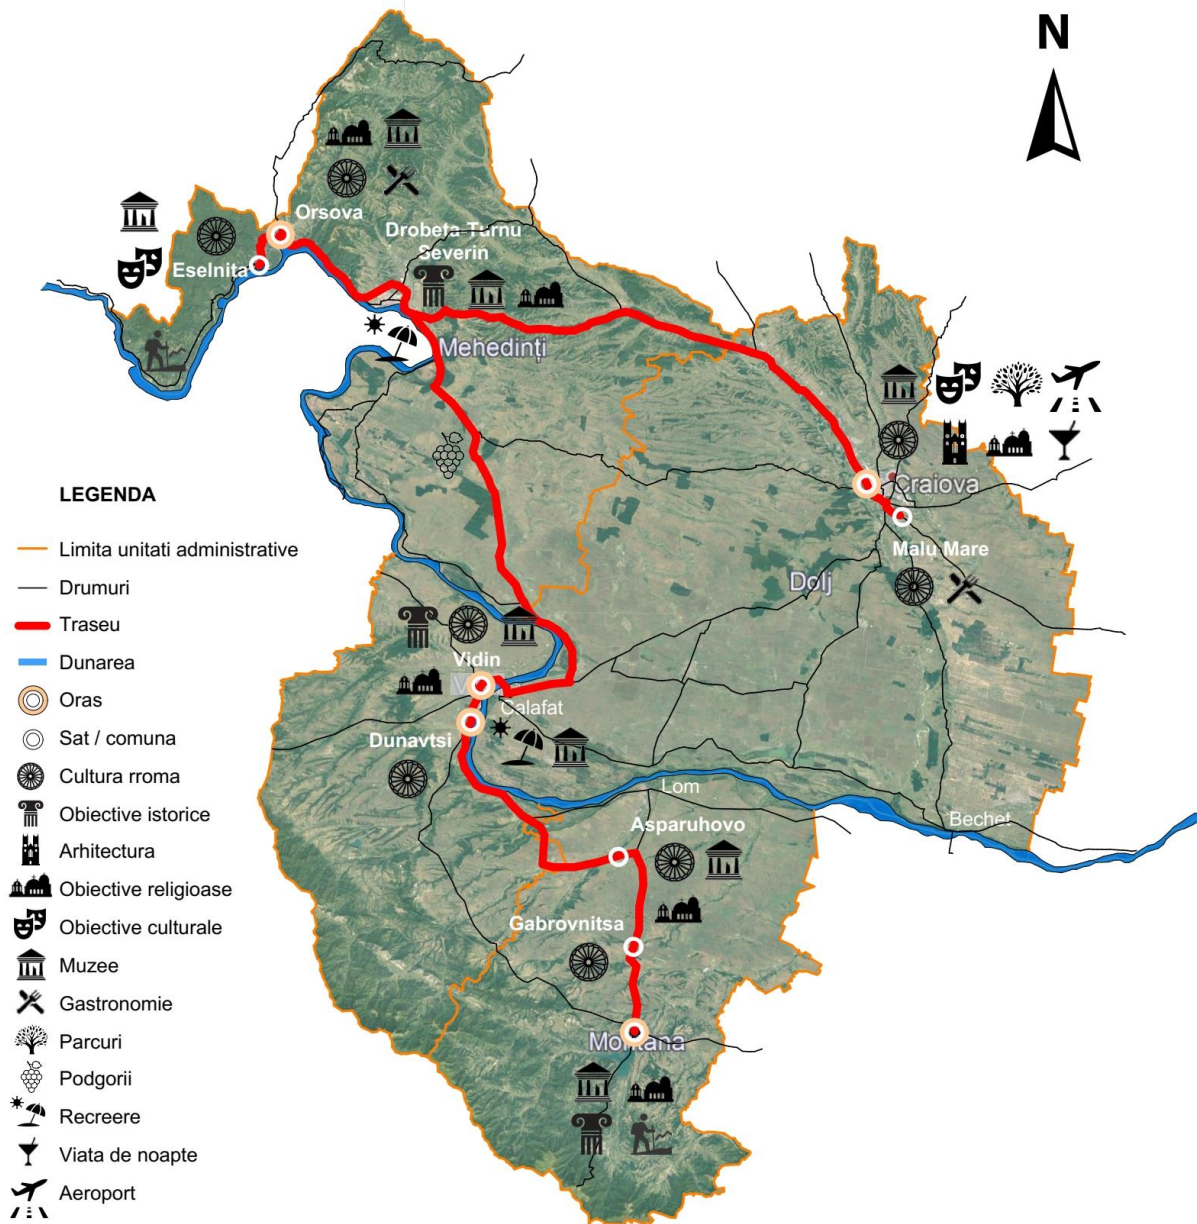 N
Orsova
Drobeta Turnu
Severin
Eselnita
Mehedinți
Craiova
Malu Mare
Dolj
Vidin
Calafat
Dunavtsi
Lom
Bechet
Asparuhovo
Gabrovnitsa
Montana
LEGENDA
Limita unitati administrative
Drumuri
Traseu
Dunarea
Oras
Sat / comuna
Cultura rroma
Obiective istorice
Arhitectura
Obiective religioase
Obiective culturale
Muzee
Gastronomie
Parcuri
Podgorii
Recreere
Viata de noapte
Aeroport